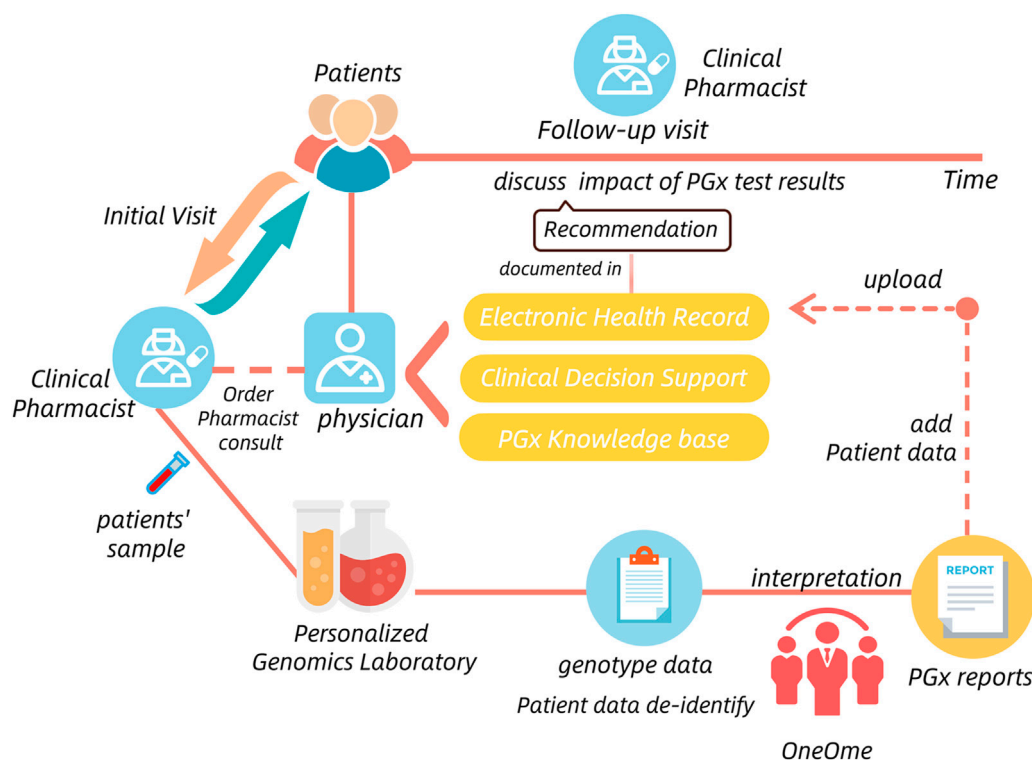 Patients
Clinical
Pharmacist
Follow-up visit
discuss impact of PGx test results
Time
Initial Visit
Recommendation
documented in
upload
Electronic Health Record
Clinical Decision Support
PGx Knowledge base
Clinical
Pharmacist
Order
Pharmacist
consult
physician
add
Patient data
patients'
sample
Personalized
Genomics Laboratory
genotype data
Patient data de-identify
interpretation
OneOme
REPORT
PGx reports